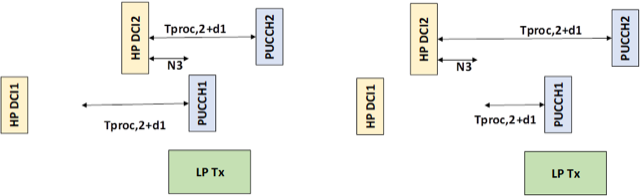 HP DCI2
Tproc,2+d1
PUCCH2
N3
HP DCI1
Tproc,2+d1
PUCCH1
LP Tx
HP DCI2
Tproc,2+d1
PUCCH2
N3
HP DCI1
Tproc,2+d1
PUCCH1
LP Tx